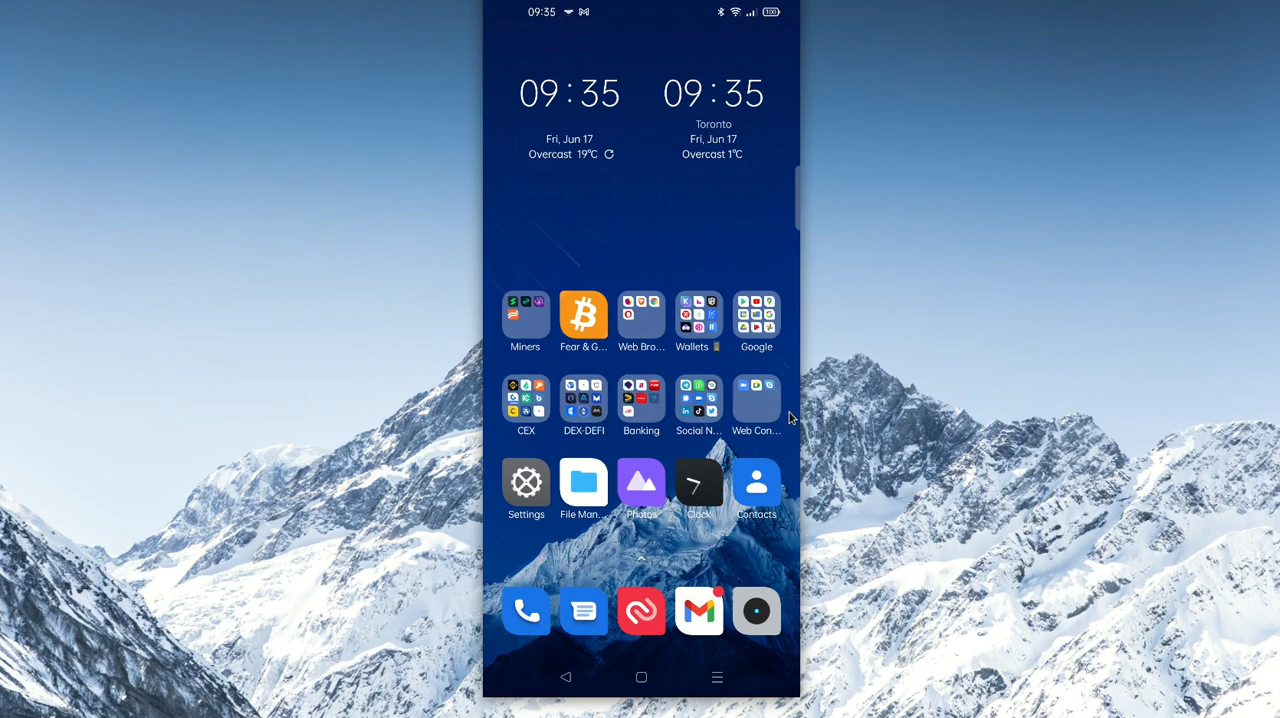 09:35
100
09:35 09:35
Toronto
Fri, Jun 17 Fri, Jun 17
Overcast 19℃ Overcast 1℃
Miners Fear & G... Web Bro... Wallets Google
CEX DEX-DEFI Banking Social N... Web Con...
Settings File Man... Photos Clock Contacts